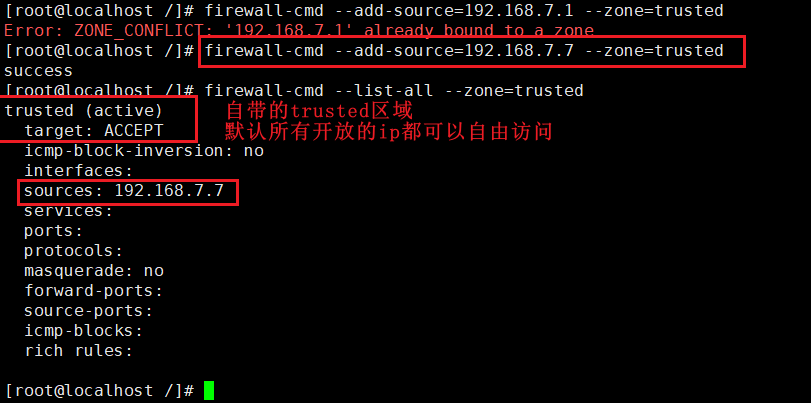 [root@localhost /]# firewall-cmd --add-source=192.168.7.1 --zone=trusted
Error: ZONE_CONFLICT: '192.168.7.1' already bound to a zone
[root@localhost /]# firewall-cmd --add-source=192.168.7.7 --zone=trusted
success
[root@localhost /]# firewall-cmd --list-all --zone=trusted
trusted (active) 自带的trusted区域
target: ACCEPT 默认所有开放的ip都可以自由访问
icmp-block-inversion: no
interfaces:
sources: 192.168.7.7
services:
ports:
protocols:
masquerade: no
forward-ports:
source-ports:
icmp-blocks:
rich rules:
[root@localhost /]#